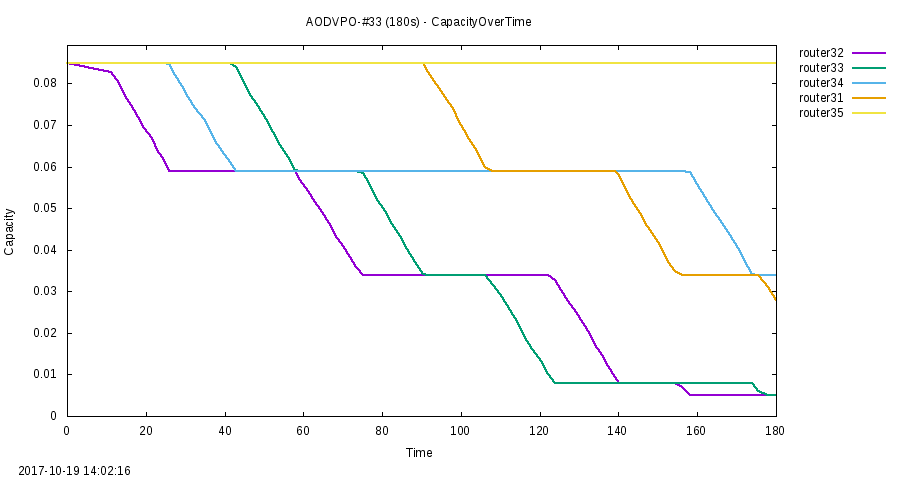 AODVPO-#33 (180s) - CapacityOverTime
router32
router33
router34
router31
router35
0.08
0.07
0.06
0.05
0.04
0.03
0.02
0.01
0
Capacity
0 20 40 60 80 100 120 140 160 180
Time
2017-10-19 14:02:16